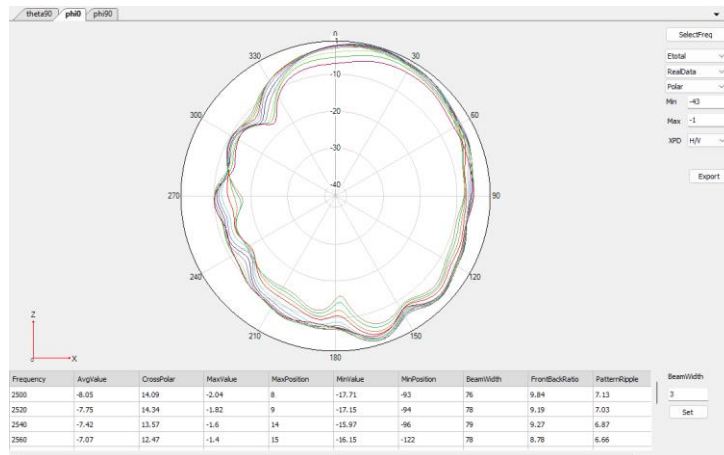 theta90 phi0 phi90
SelectFreq
Etotal
RealData
Polar
Min -43
Max -1
XPD H/V
Export
0
-1
330 30
-10
300 -20 60
-30
-40
270 90
240 120
210 150
180
Z
0 X
Frequency AvgValue CrossPolar MaxValue MaxPosition MinValue MinPosition BeamWidth FrontBackRatio PatternRipple
2500 -8.05 14.09 -2.04 8 -17.71 -93 76 9.84 7.13
2520 -7.75 14.34 -1.82 9 -17.15 -94 78 9.19 7.03
2540 -7.42 13.57 -1.6 14 -15.97 -96 79 9.27 6.87
2560 -7.07 12.47 -1.4 15 -16.15 -122 78 8.78 6.66
BeamWidth
3
Set